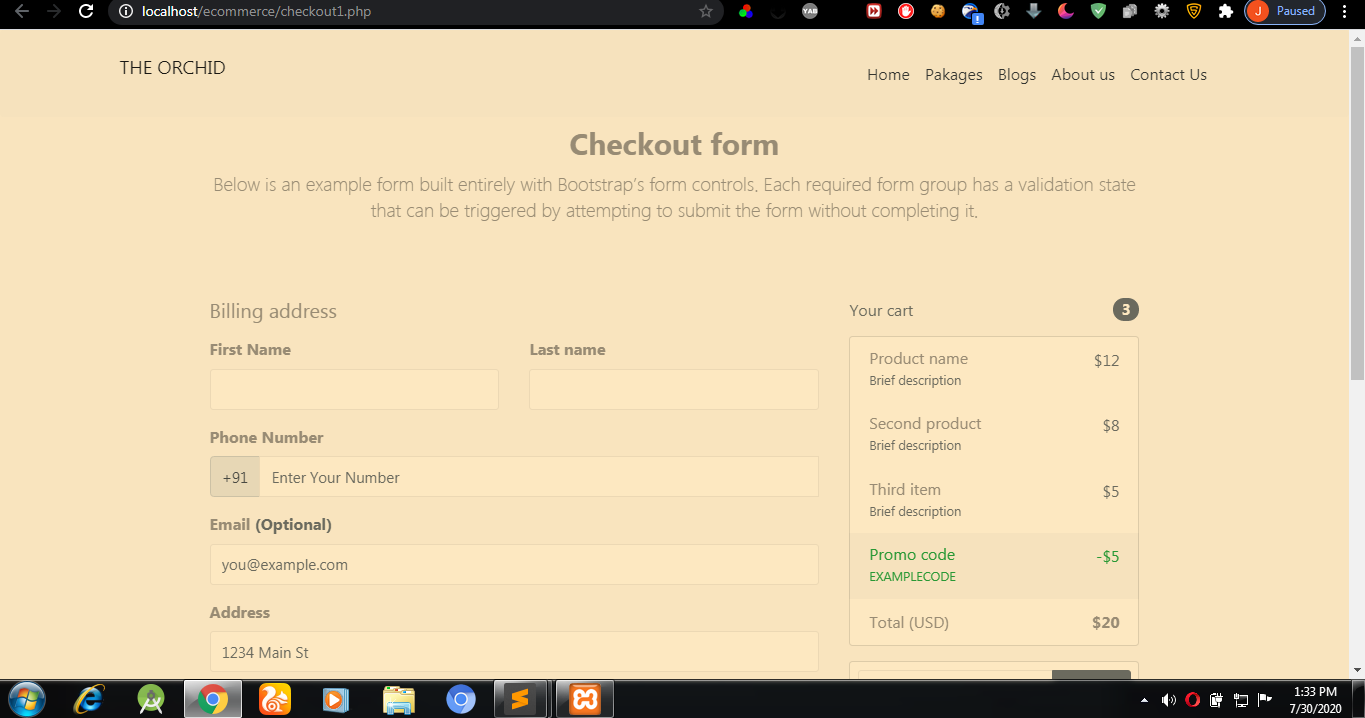 localhost/ecommerce/checkout1.php
YAB
J Paused
THE ORCHID
Home Pakages Blogs About us Contact Us
Checkout form
Below is an example form built entirely with Bootstrap's form controls. Each required form group has a validation state
that can be triggered by attempting to submit the form without completing it.
Billing address
First Name Last name
Phone Number
+91 Enter Your Number
Email (Optional)
you@example.com
Address
1234 Main St
Your cart 3
Product name $12
Brief description
Second product $8
Brief description
Third item $5
Brief description
Promo code -$5
EXAMPLECODE
Total (USD) $20
1:33 PM
7/30/2020